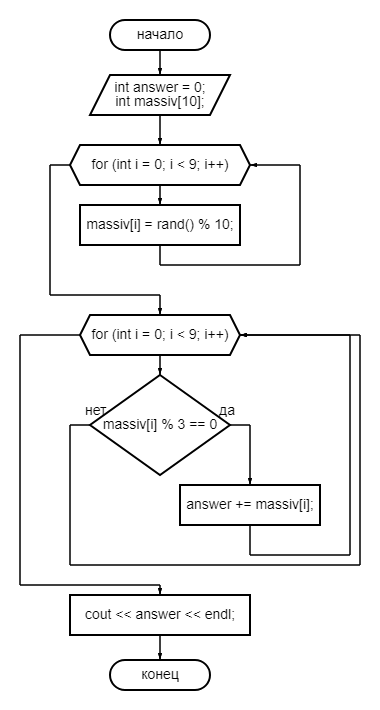 начало
int answer = 0;
int massiv[10];
for (int i = 0; i < 9; i++)
massiv[i] = rand() % 10;
for (int i = 0; i < 9; i++)
нет
да
massiv[i] % 3 == 0
answer += massiv[i];
cout << answer << endl;
конец